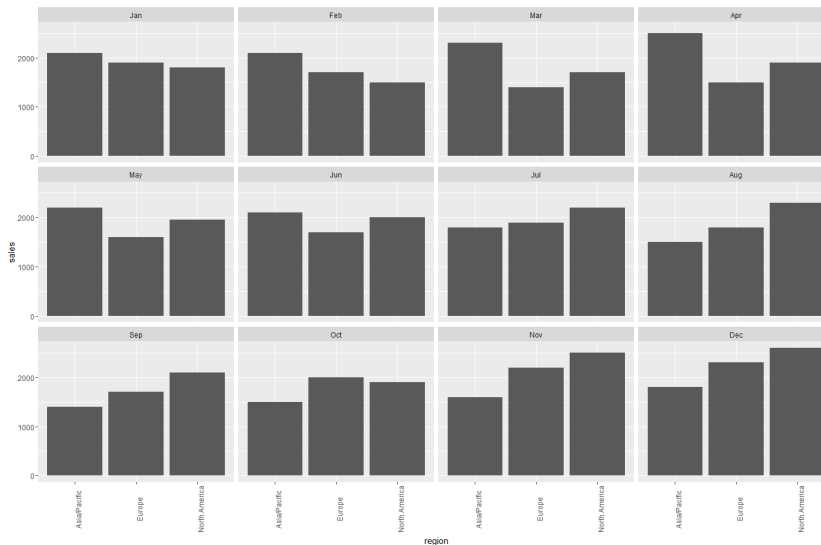 Jan Feb Mar Apr
2000
1000
0
May Jun Jul Aug
2000
1000
0
sales
Sep Oct Nov Dec
2000
1000
0
Asia/Pacific Europe North America Asia/Pacific Europe North America Asia/Pacific Europe North America Asia/Pacific Europe North America
region